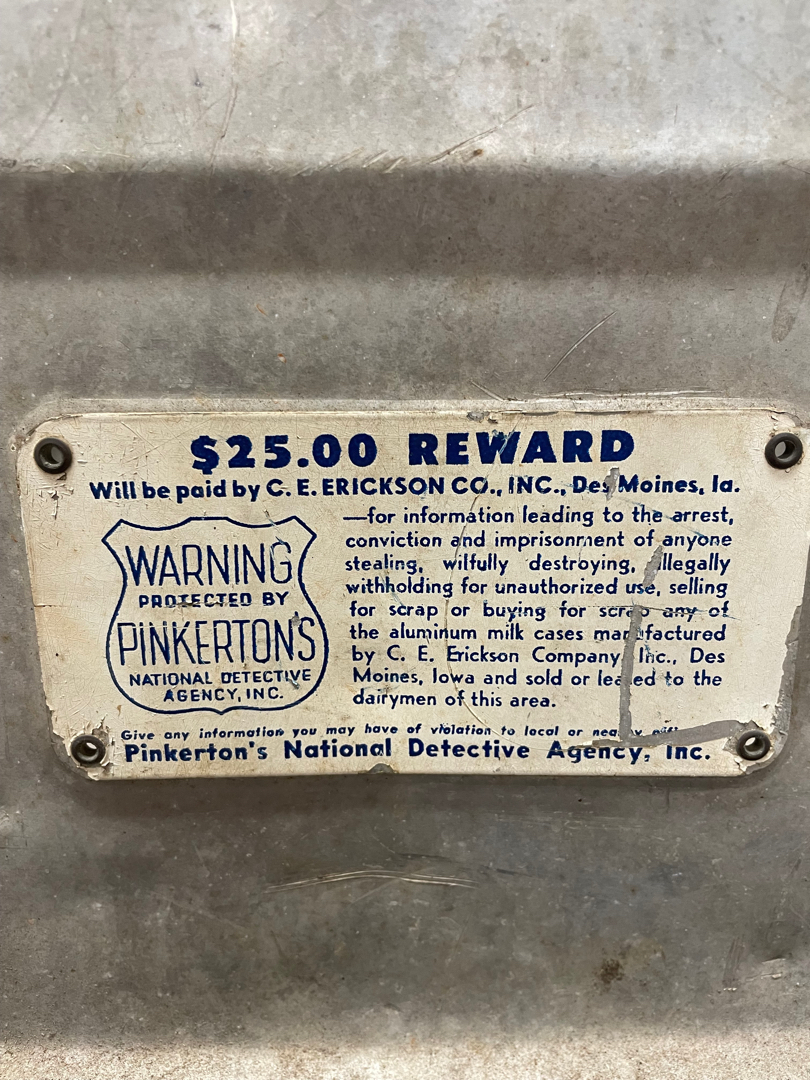 $25.00 REWARD
Will be paid by C. E. ERICKSON CO., INC., Des Moines, Ia.
WARNING
PROTECTED BY
PINKERTON'S
NATIONAL DETECTIVE
AGENCY, INC.
—for information leading to the arrest,
conviction and imprisonment of anyone
stealing, wilfully destroying, illegally
withholding for unauthorized use, selling
for scrap or buying for scrap any of
the aluminum milk cases manufactured
by C. E. Erickson Company, Inc., Des
Moines, Iowa and sold or leased to the
dairymen of this area.
Give any information you may have of violation to local or nearby
Pinkerton's National Detective Agency, Inc.